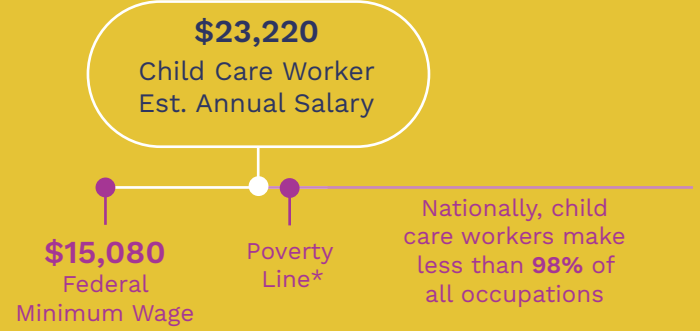 $23,220
Child Care Worker
Est. Annual Salary
$15,080
Federal
Minimum Wage
Poverty
Line*
Nationally, child
care workers make
less than 98% of
all occupations